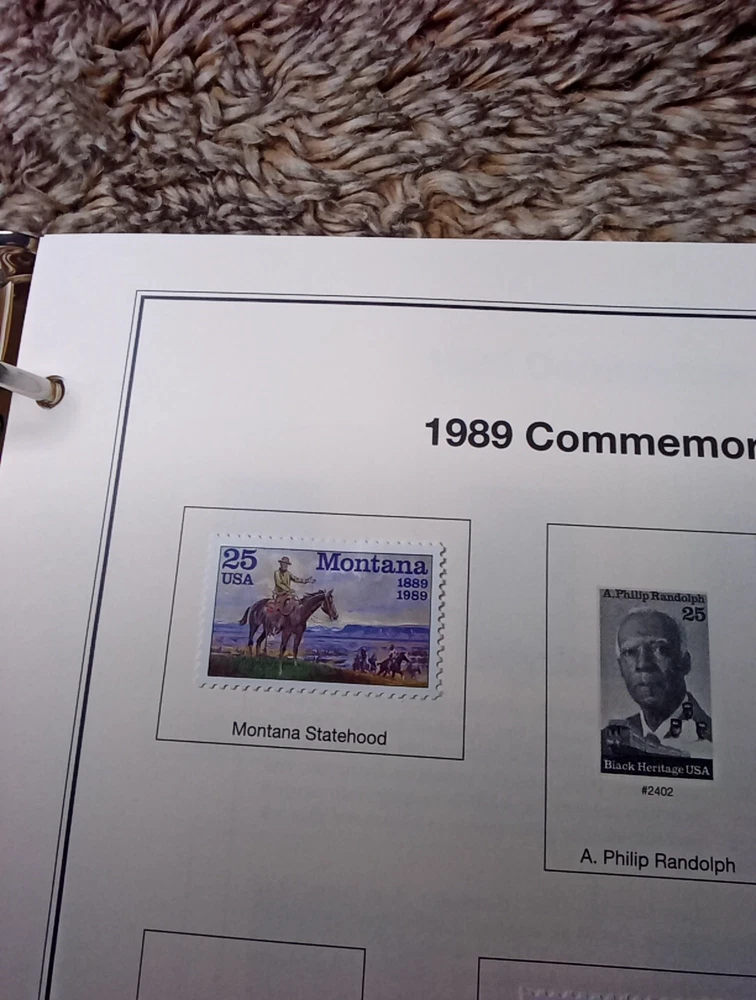 1989 Commemor
25
USA
Montana
1889
1989
Montana Statehood
A. Philip Randolph
25
Black Heritage USA
#2402
A. Philip Randolph